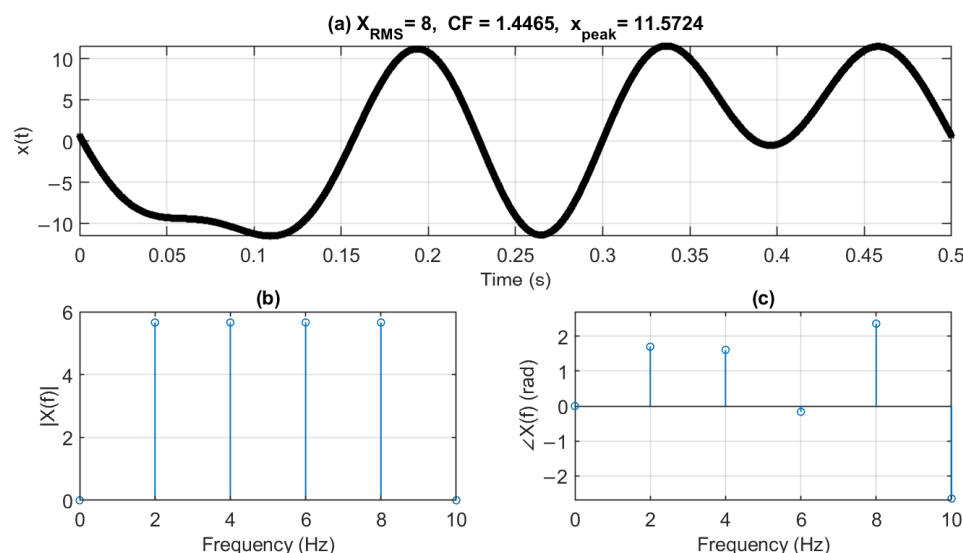 (a) X_RMS = 8, CF = 1.4465, x_peak = 11.5724
10
5
0
−5
−10
x(t)
0 0.05 0.1 0.15 0.2 0.25 0.3 0.35 0.4 0.45 0.5
Time (s)
(b)
6
4
2
0
|X(f)|
0 2 4 6 8 10
Frequency (Hz)
(c)
2
1
0
−1
−2
∠X(f) (rad)
0 2 4 6 8 10
Frequency (Hz)